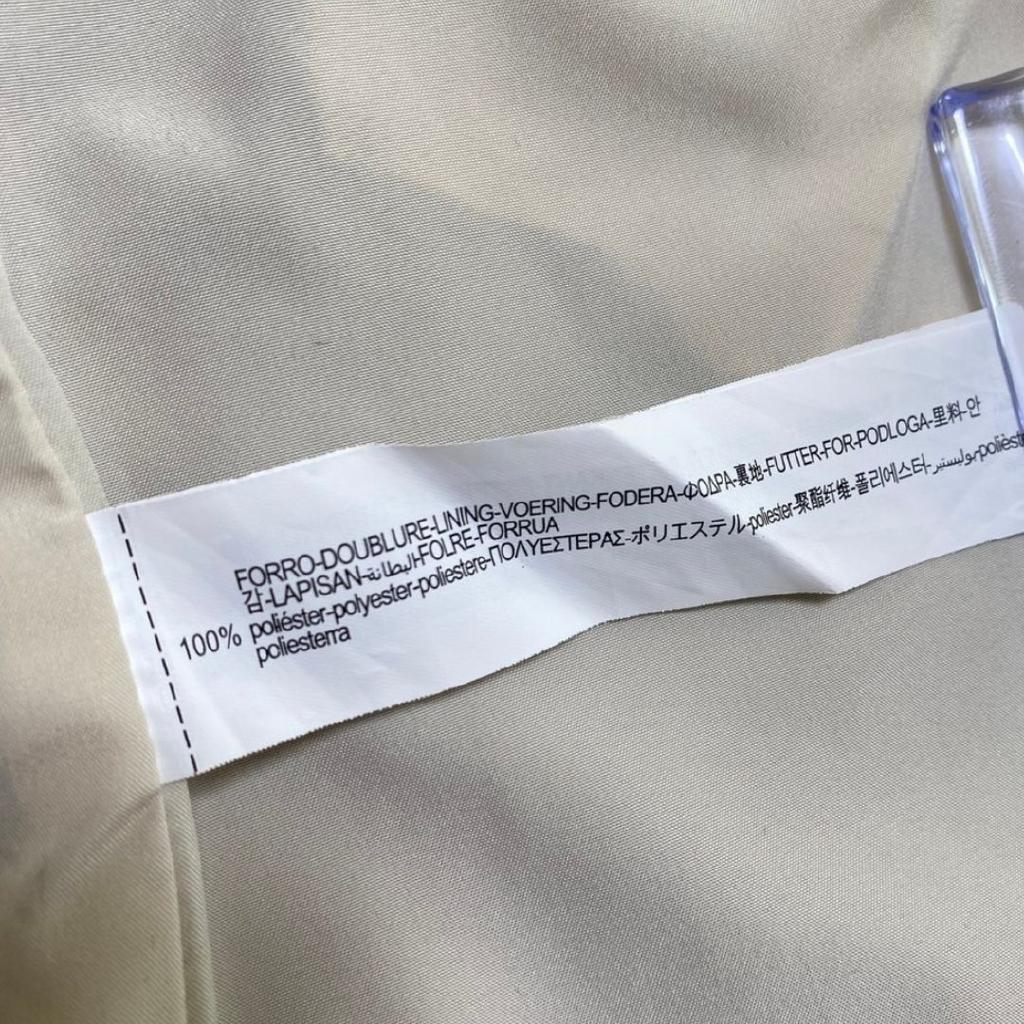 FORRO-DOUBLURE-LINING-VOERING-FODERA-ΦΟΔΡΑ-裏地-FUTTER-FOR-PODLOGA-里料-안
감-LAPISAN-البطانة-FOLRE-FORRUA
100% poliéster-polyester-poliestere-ΠΟΛΥΕΣΤΕΡΑΣ-ポリエステル-poliester-聚酯纤维-폴리에스터-بوليستير-polièst
poliesterra